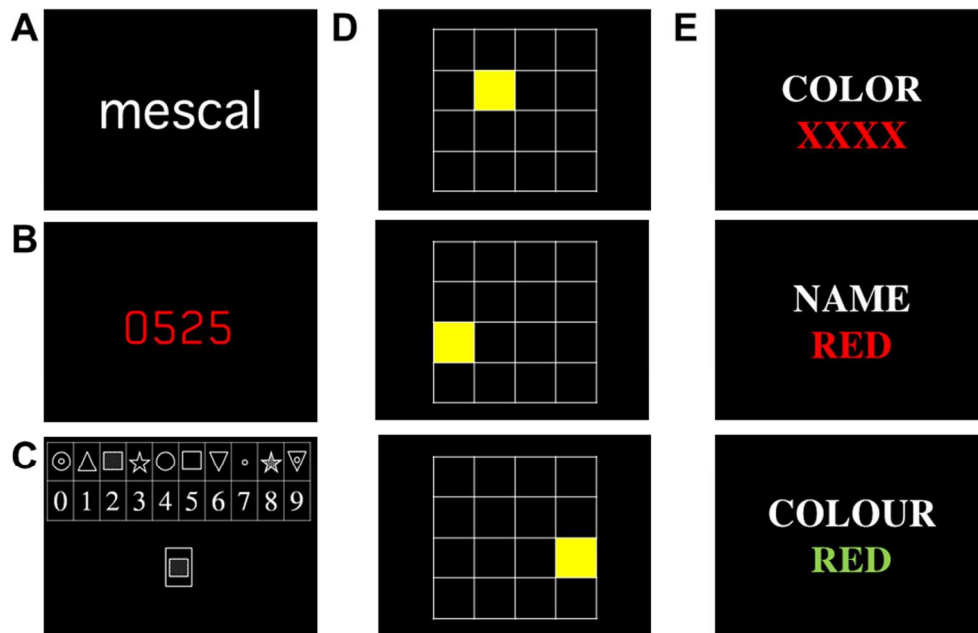 A
mescal
B
0525
C
0 1 2 3 4 5 6 7 8 9
D
E
COLOR
XXXX
NAME
RED
COLOUR
RED